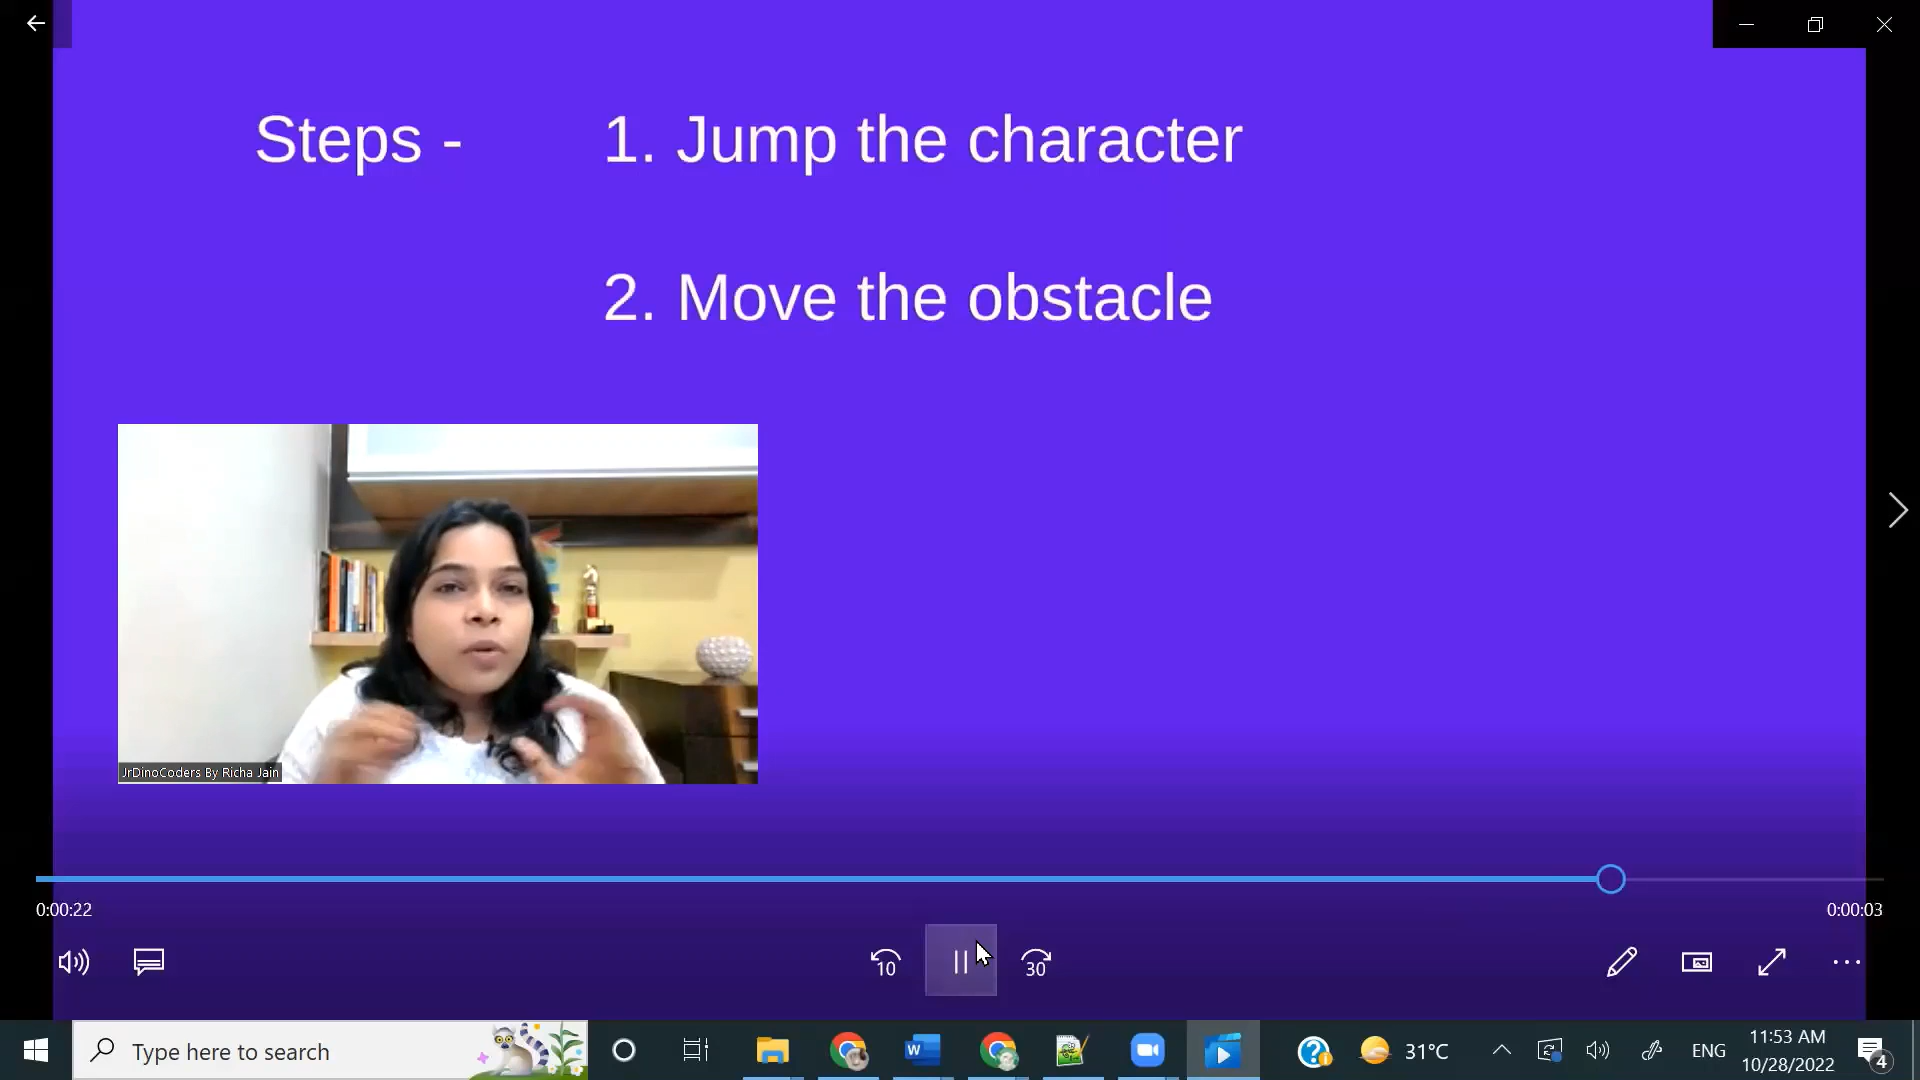 Steps - 1. Jump the character
2. Move the obstacle
JrDinoCoders By Richa Jain
0:00:22
0:00:03
10
30
Type here to search
W
31°C
ENG
11:53 AM
10/28/2022
4